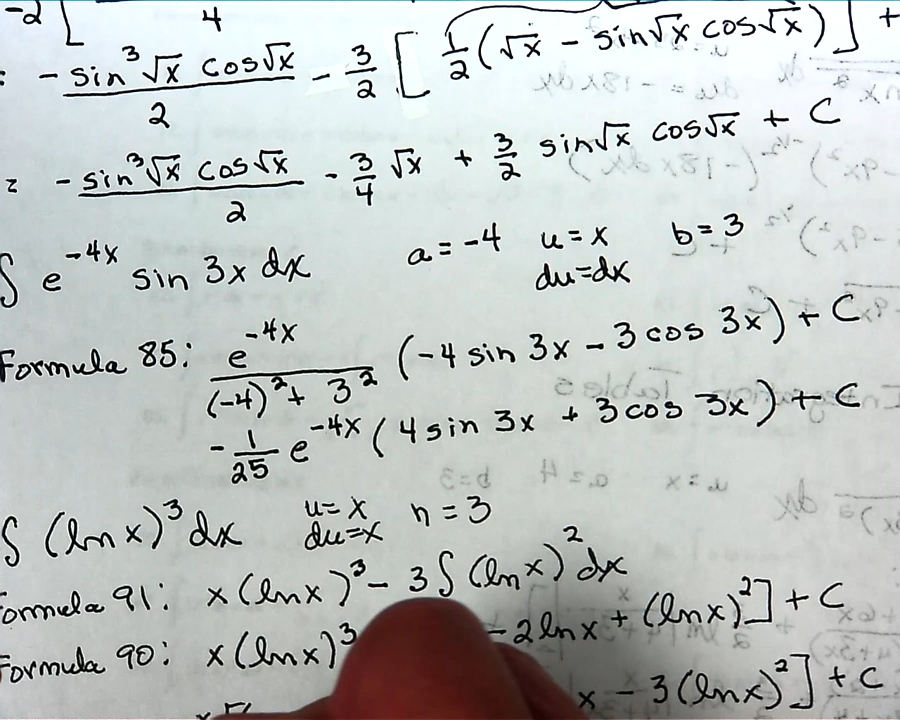 -2[ 4
: -sin³√x cos√x / 2 - 3/2 [ 1/2 (√x - sin√x cos√x) ] +
= -sin³√x cos√x / 2 - 3/4 √x + 3/2 sin√x cos√x + C
∫ e^-4x sin 3x dx a = -4 u = x b = 3
du = dx
Formula 85: e^-4x / (-4)² + 3² (-4 sin 3x - 3 cos 3x) + C
-1/25 e^-4x (4 sin 3x + 3 cos 3x) + C
∫ (ln x)³ dx u = x n = 3
du = x
ormula 91: x(ln x)³ - 3∫ (ln x)² dx
Formula 90: x(ln x)³ - 2 ln x + (ln x)²] + C
x - 3(ln x)²] + C